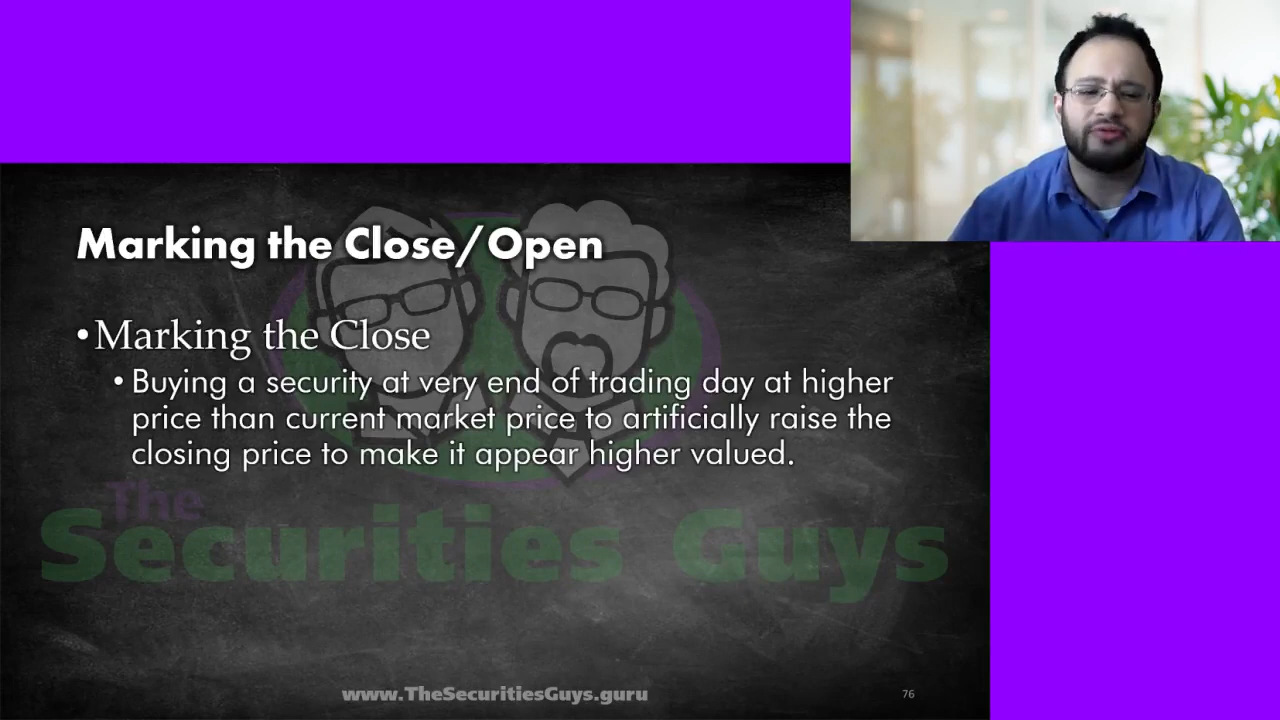 Marking the Close/Open
•Marking the Close
• Buying a security at very end of trading day at higher
price than current market price to artificially raise the
closing price to make it appear higher valued.
The
Securities Guys
www.TheSecuritiesGuys.guru
76